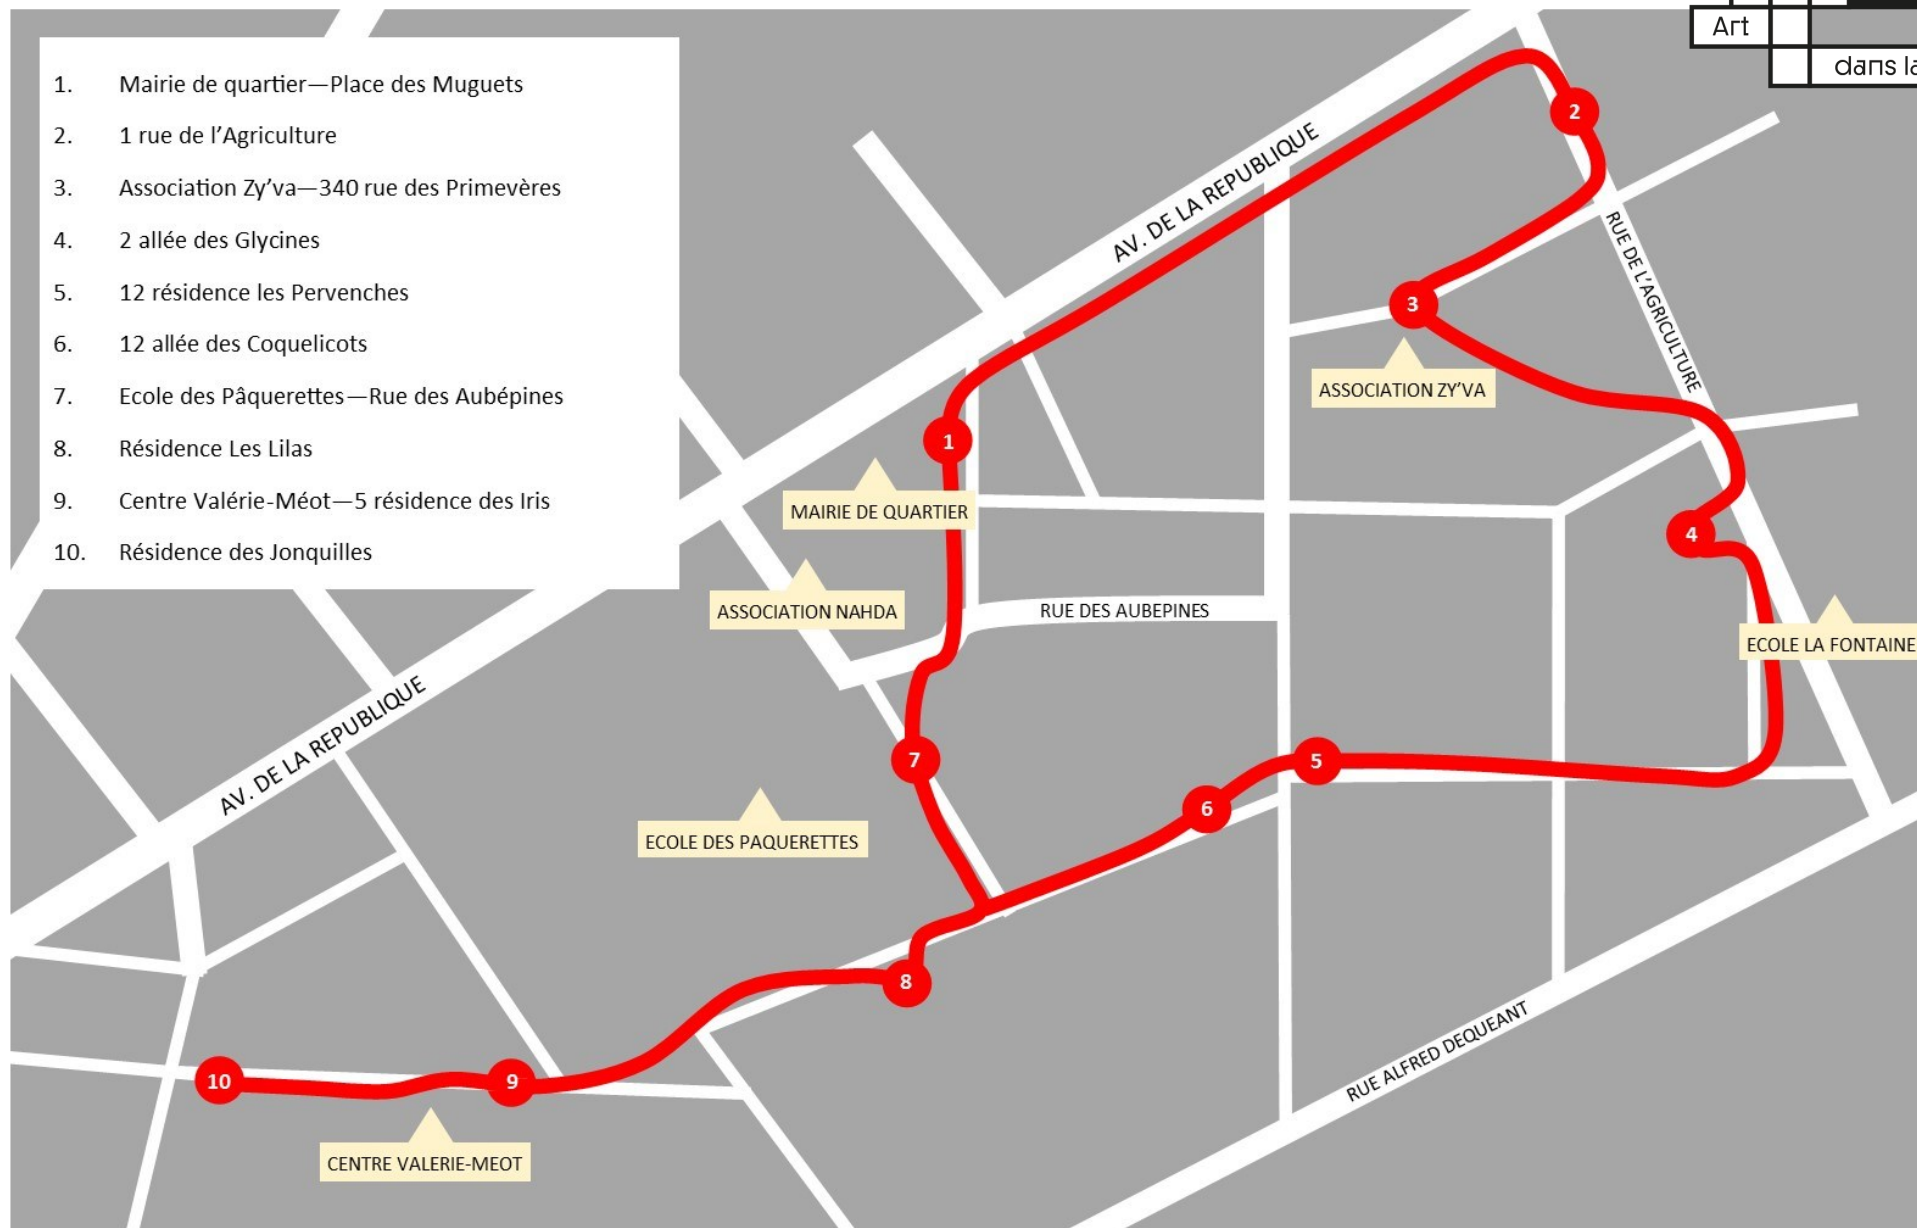 Art
dans la
1. Mairie de quartier—Place des Muguets
2. 1 rue de l’Agriculture
3. Association Zy’va—340 rue des Primevères
4. 2 allée des Glycines
5. 12 résidence les Pervenches
6. 12 allée des Coquelicots
7. Ecole des Pâquerettes—Rue des Aubépines
8. Résidence Les Lilas
9. Centre Valérie-Méot—5 résidence des Iris
10. Résidence des Jonquilles
AV. DE LA REPUBLIQUE
2
RUE DE L’AGRICULTURE
3
ASSOCIATION ZY’VA
1
MAIRIE DE QUARTIER
4
ASSOCIATION NAHDA
RUE DES AUBEPINES
ECOLE LA FONTAINE
AV. DE LA REPUBLIQUE
7
5
6
ECOLE DES PAQUERETTES
8
RUE ALFRED DEQUEANT
10
9
CENTRE VALERIE-MEOT